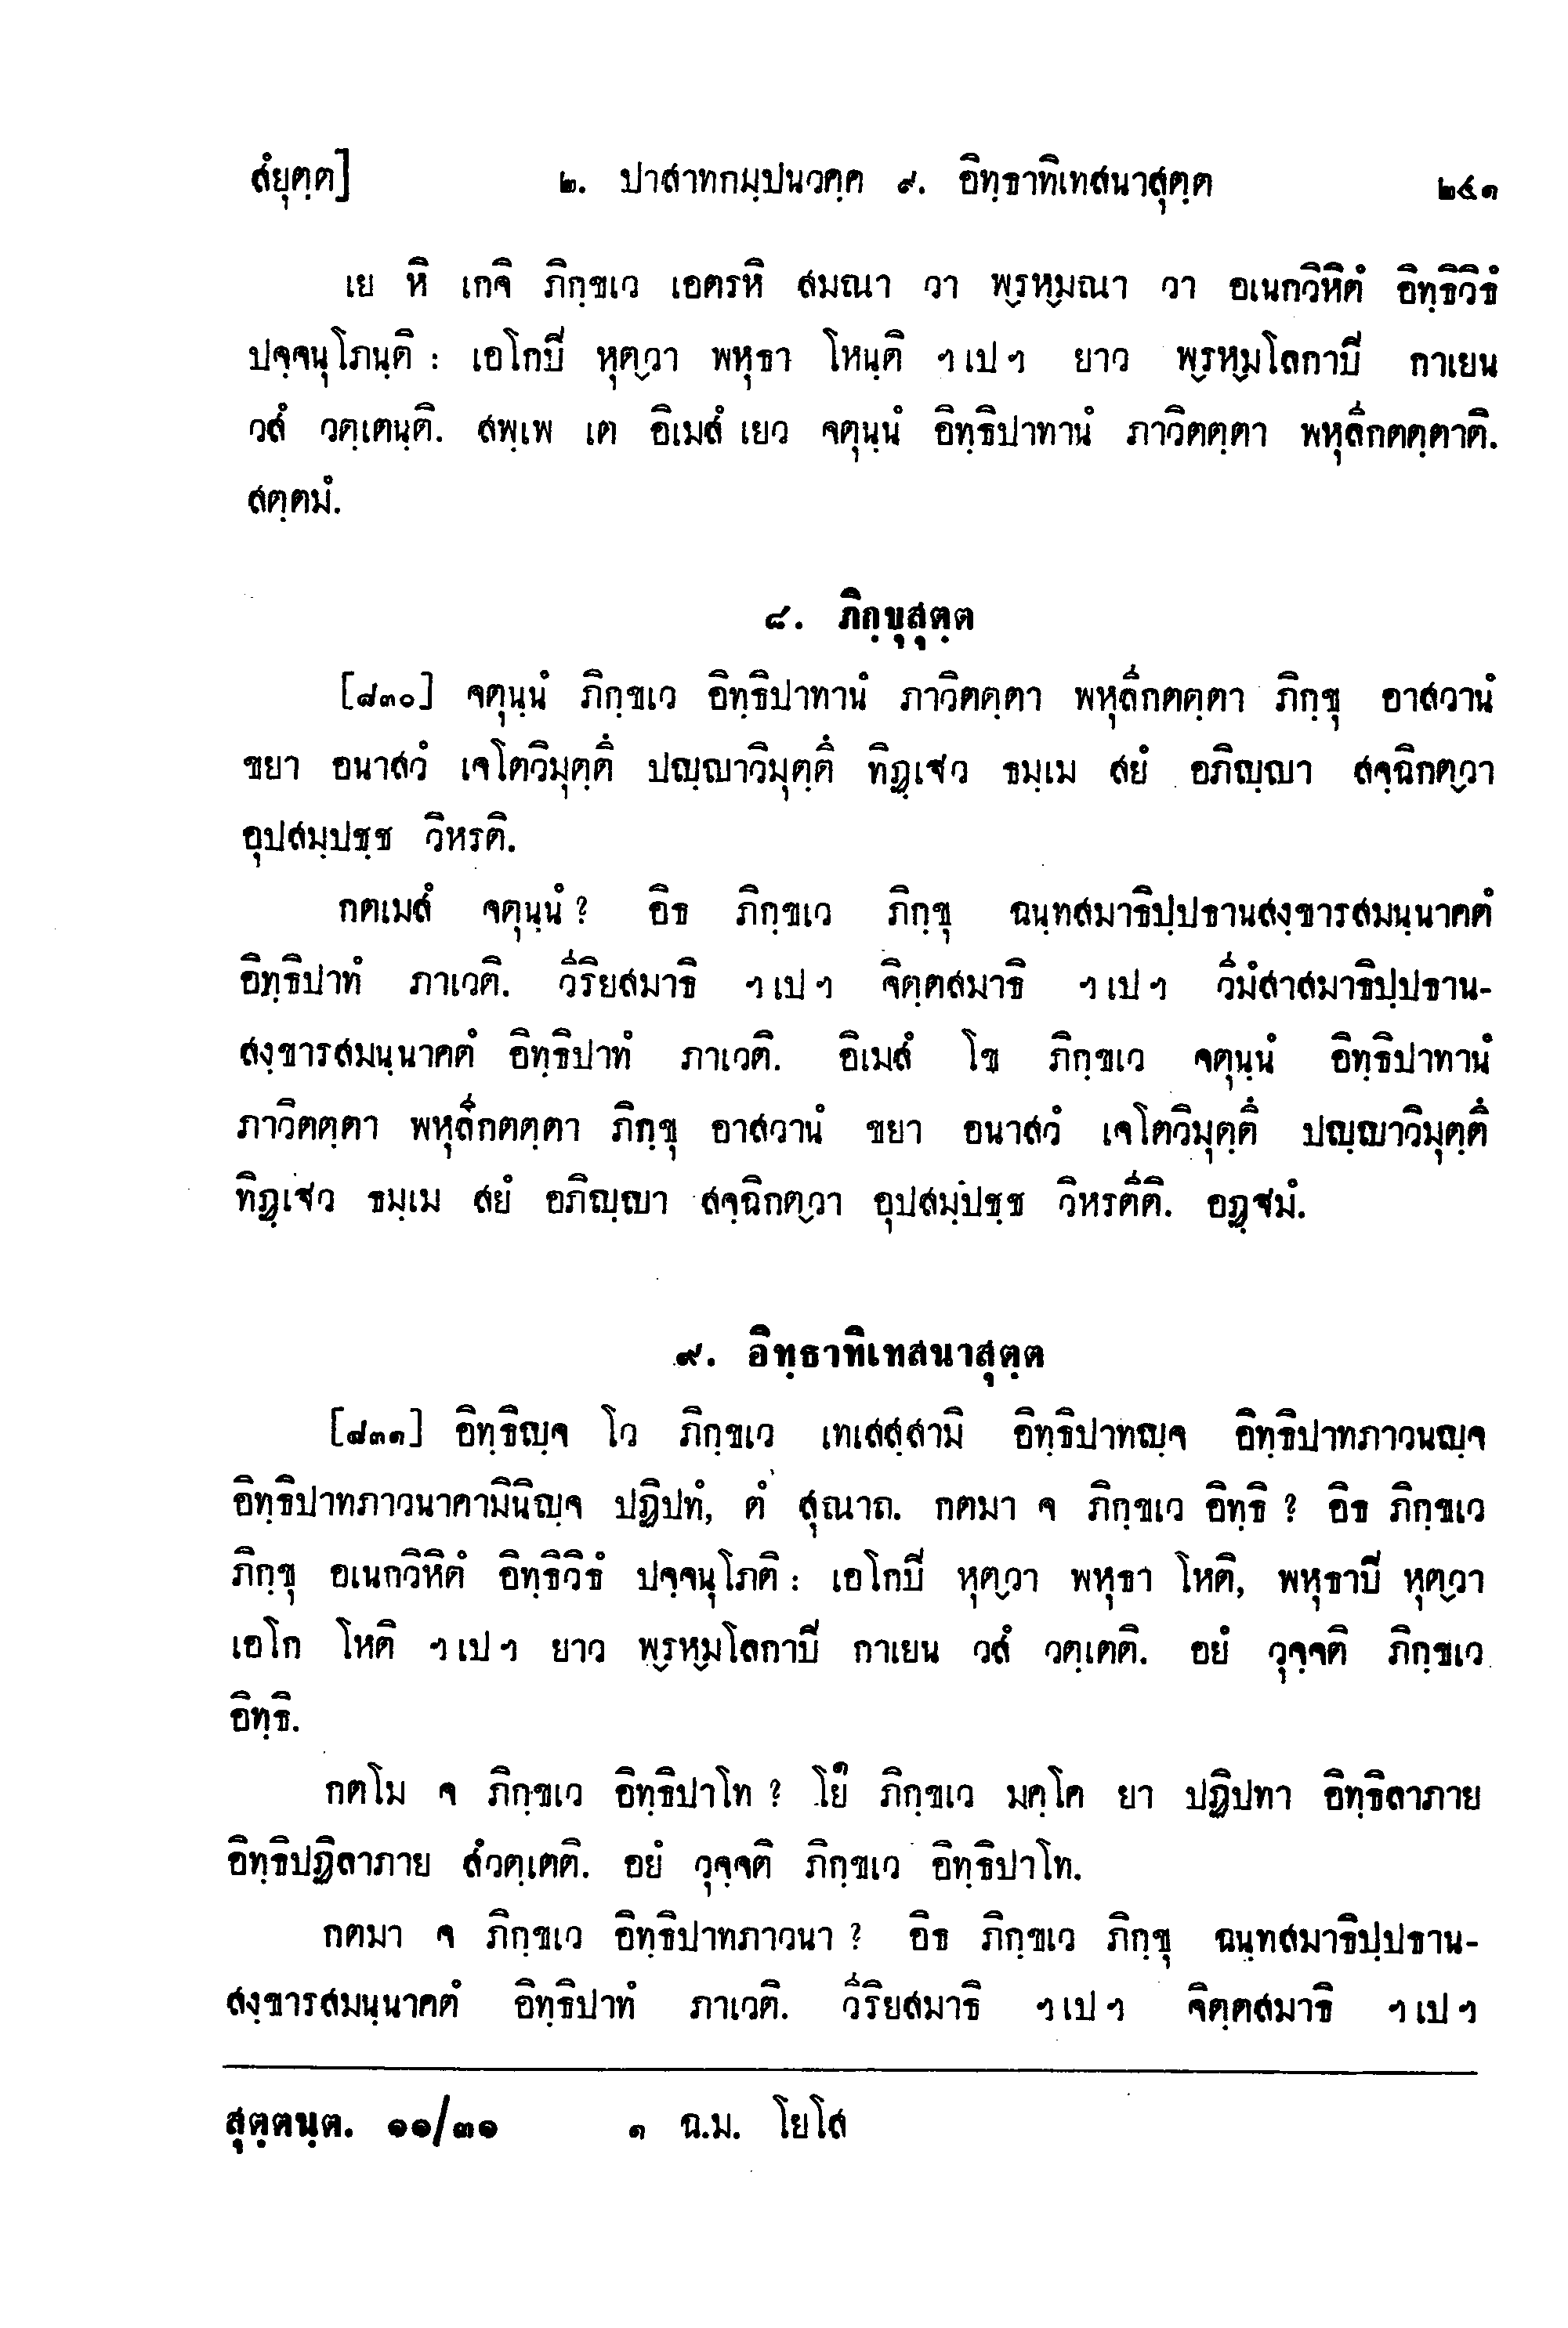 สํยุตฺต] ๒. ปาสาทกมฺปนวคฺค ๙. อิทฺธาทิเทสนาสุตฺต ๒๔๑
เย หิ เกจิ ภิกฺขเว เอตรหิ สมณา วา พฺรหฺมณา วา อเนกวิหิตํ อิทฺธิวิธํ
ปจฺจนุโภนฺติ : เอโกปิ หุตฺวา พหุธา โหนฺติ ฯเปฯ ยาว พฺรหฺมโลกาปิ กาเยน
วสํ วตฺเตนฺติ. สพฺเพ เต อิเมสํ เยว จตุนฺนํ อิทฺธิปาทานํ ภาวิตตฺตา พหุลีกตตฺตาติ.
สตฺตมํ.
๘. ภิกฺขุสุตฺต
[๘๓๐] จตุนฺนํ ภิกฺขเว อิทฺธิปาทานํ ภาวิตตฺตา พหุลีกตตฺตา ภิกฺขุ อาสวานํ
ขยา อนาสวํ เจโตวิมุตฺตึ ปญฺญาวิมุตฺตึ ทิฏฺเฐว ธมฺเม สยํ อภิญฺญา สจฺฉิกตฺวา
อุปสมฺปชฺช วิหรติ.
กตเมสํ จตุนฺนํ ? อิธ ภิกฺขเว ภิกฺขุ ฉนฺทสมาธิปฺปธานสงฺขารสมนฺนาคตํ
อิทฺธิปาทํ ภาเวติ. วีริยสมาธิ ฯเปฯ จิตฺตสมาธิ ฯเปฯ วีมํสาสมาธิปฺปธาน-
สงฺขารสมนฺนาคตํ อิทฺธิปาทํ ภาเวติ. อิเมสํ โข ภิกฺขเว จตุนฺนํ อิทฺธิปาทานํ
ภาวิตตฺตา พหุลีกตตฺตา ภิกฺขุ อาสวานํ ขยา อนาสวํ เจโตวิมุตฺตึ ปญฺญาวิมุตฺตึ
ทิฏฺเฐว ธมฺเม สยํ อภิญฺญา สจฺฉิกตฺวา อุปสมฺปชฺช วิหรตีติ. อฏฺฐมํ.
๙. อิทฺธาทิเทสนาสุตฺต
[๘๓๑] อิทฺธิญฺจ โว ภิกฺขเว เทเสสฺสามิ อิทฺธิปาทญฺจ อิทฺธิปาทภาวนญฺจ
อิทฺธิปาทภาวนาคามินิญฺจ ปฏิปทํ, ตํ สุณาถ. กตมา จ ภิกฺขเว อิทฺธิ ? อิธ ภิกฺขเว
ภิกฺขุ อเนกวิหิตํ อิทฺธิวิธํ ปจฺจนุโภติ : เอโกปิ หุตฺวา พหุธา โหติ, พหุธาปิ หุตฺวา
เอโก โหติ ฯเปฯ ยาว พฺรหฺมโลกาปิ กาเยน วสํ วตฺเตติ. อยํ วุจฺจติ ภิกฺขเว
อิทฺธิ.
กตโม จ ภิกฺขเว อิทฺธิปาโท ? โย๑ ภิกฺขเว มคฺโค ยา ปฏิปทา อิทฺธิลาภาย
อิทฺธิปฏิลาภาย สํวตฺเตติ. อยํ วุจฺจติ ภิกฺขเว อิทฺธิปาโท.
กตมา จ ภิกฺขเว อิทฺธิปาทภาวนา ? อิธ ภิกฺขเว ภิกฺขุ ฉนฺทสมาธิปฺปธาน-
สงฺขารสมนฺนาคตํ อิทฺธิปาทํ ภาเวติ. วีริยสมาธิ ฯเปฯ จิตฺตสมาธิ ฯเปฯ
สุตฺตนฺต. ๑๑/๓๑ ๑ ฉ.ม. โยโส